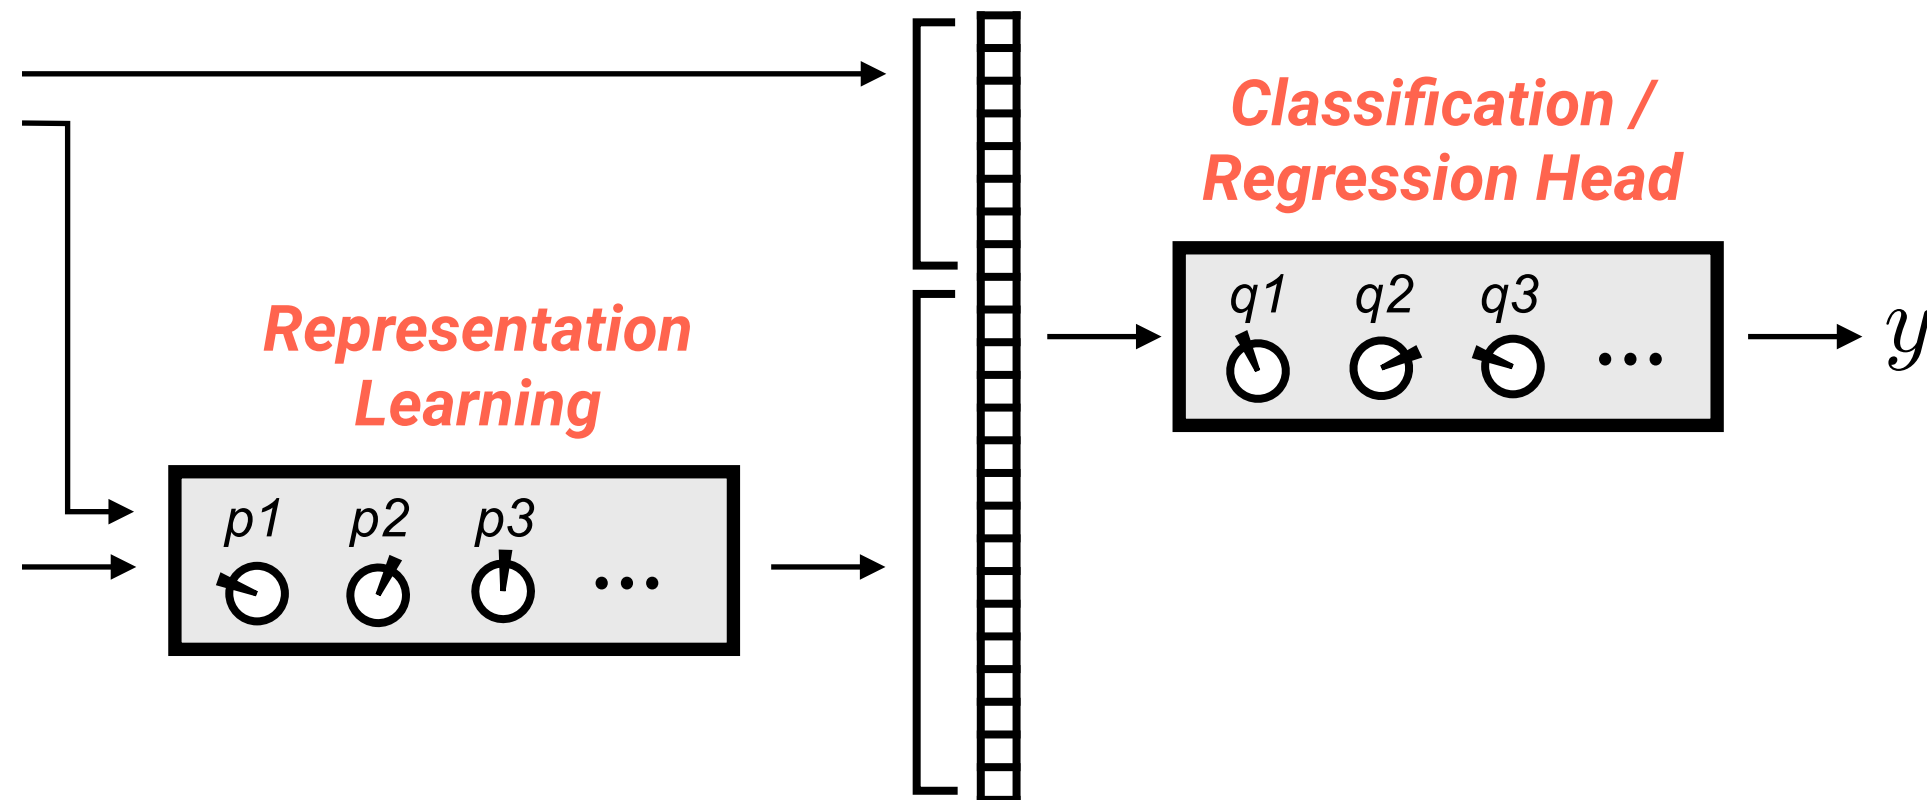 Classification /
Regression Head
q1 q2 q3 ...
y
Representation
Learning
p1 p2 p3 ...